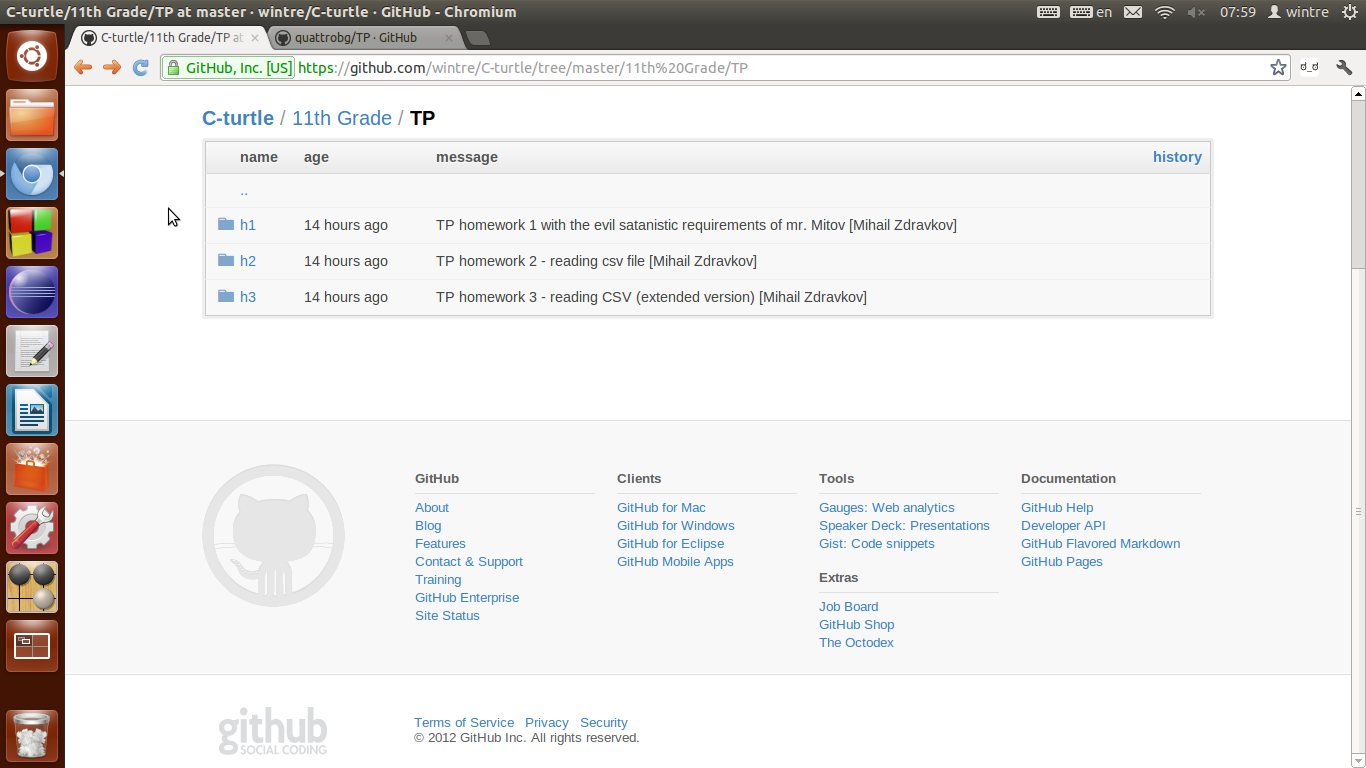 C-turtle/11th Grade/TP at master · wintre/C-turtle · GitHub - Chromium
en
07:59
wintre
C-turtle/11th Grade/TP at
quattrobg/TP · GitHub
GitHub, Inc. [US] https://github.com/wintre/C-turtle/tree/master/11th%20Grade/TP
ಠ_ಠ
C-turtle / 11th Grade / TP
name age message history
..
h1 14 hours ago TP homework 1 with the evil satanistic requirements of mr. Mitov [Mihail Zdravkov]
h2 14 hours ago TP homework 2 - reading csv file [Mihail Zdravkov]
h3 14 hours ago TP homework 3 - reading CSV (extended version) [Mihail Zdravkov]
GitHub
About
Blog
Features
Contact & Support
Training
GitHub Enterprise
Site Status
Clients
GitHub for Mac
GitHub for Windows
GitHub for Eclipse
GitHub Mobile Apps
Tools
Gauges: Web analytics
Speaker Deck: Presentations
Gist: Code snippets
Extras
Job Board
GitHub Shop
The Octodex
Documentation
GitHub Help
Developer API
GitHub Flavored Markdown
GitHub Pages
github
SOCIAL CODING
Terms of Service Privacy Security
© 2012 GitHub Inc. All rights reserved.